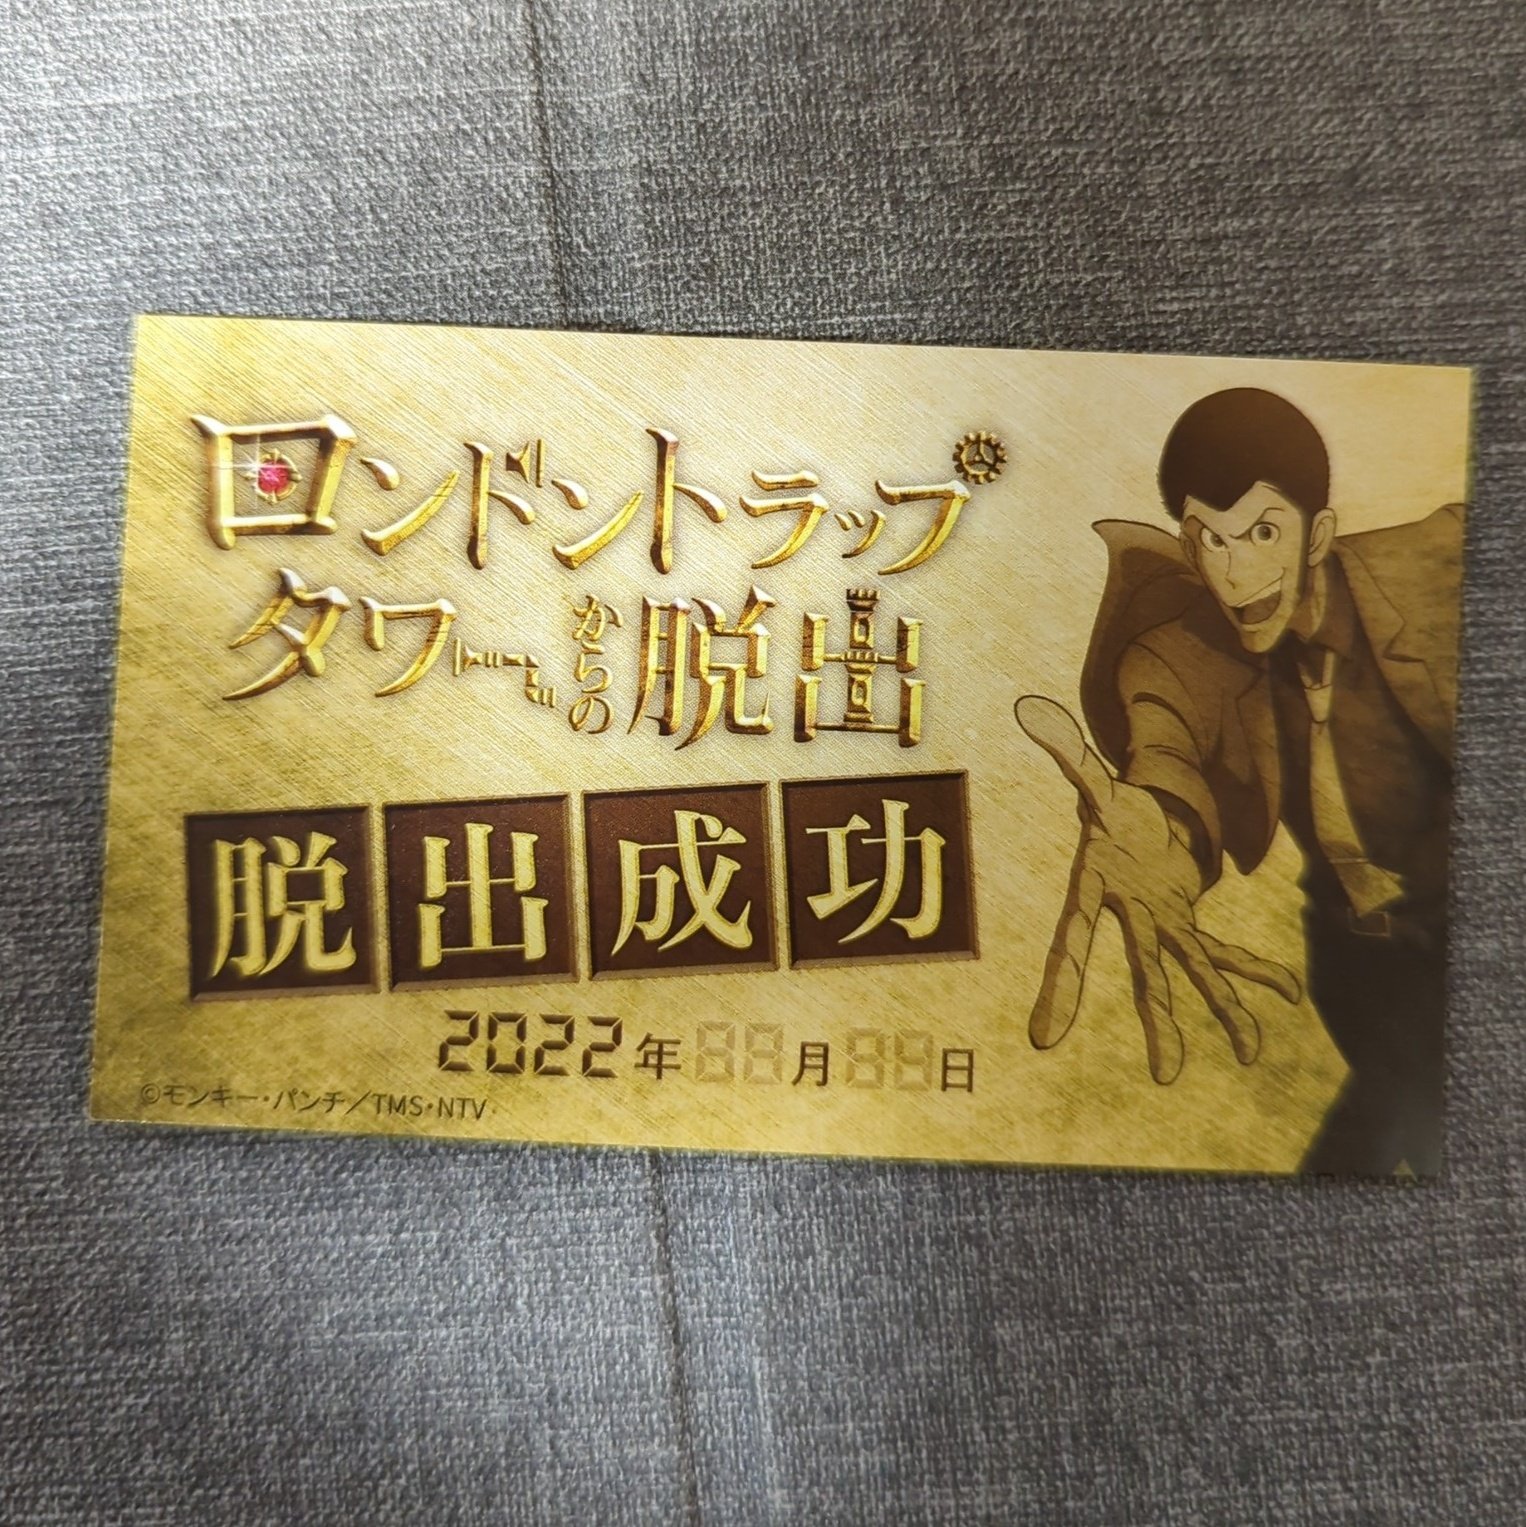 ロンドントラップ
タワーからの脱出
脱出成功
2022年88月88日
©モンキー・パンチ/TMS・NTV